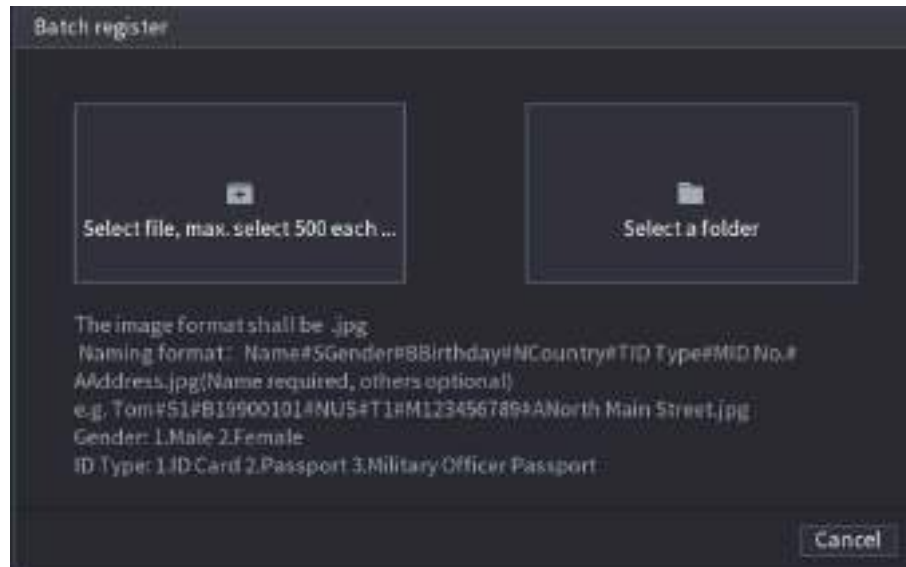 Batch register
Select file, max. select 500 each ...
Select a folder
The image format shall be .jpg
Naming format: Name#SGender#BBirthday#NCountry#TID Type#MID No.#
AAddress.jpg(Name required, others optional)
e.g. Tom#S1#B19900101#NUS#T1#M123456789#ANorth Main Street.jpg
Gender: 1.Male 2.Female
ID Type: 1.ID Card 2.Passport 3.Military Officer Passport
Cancel